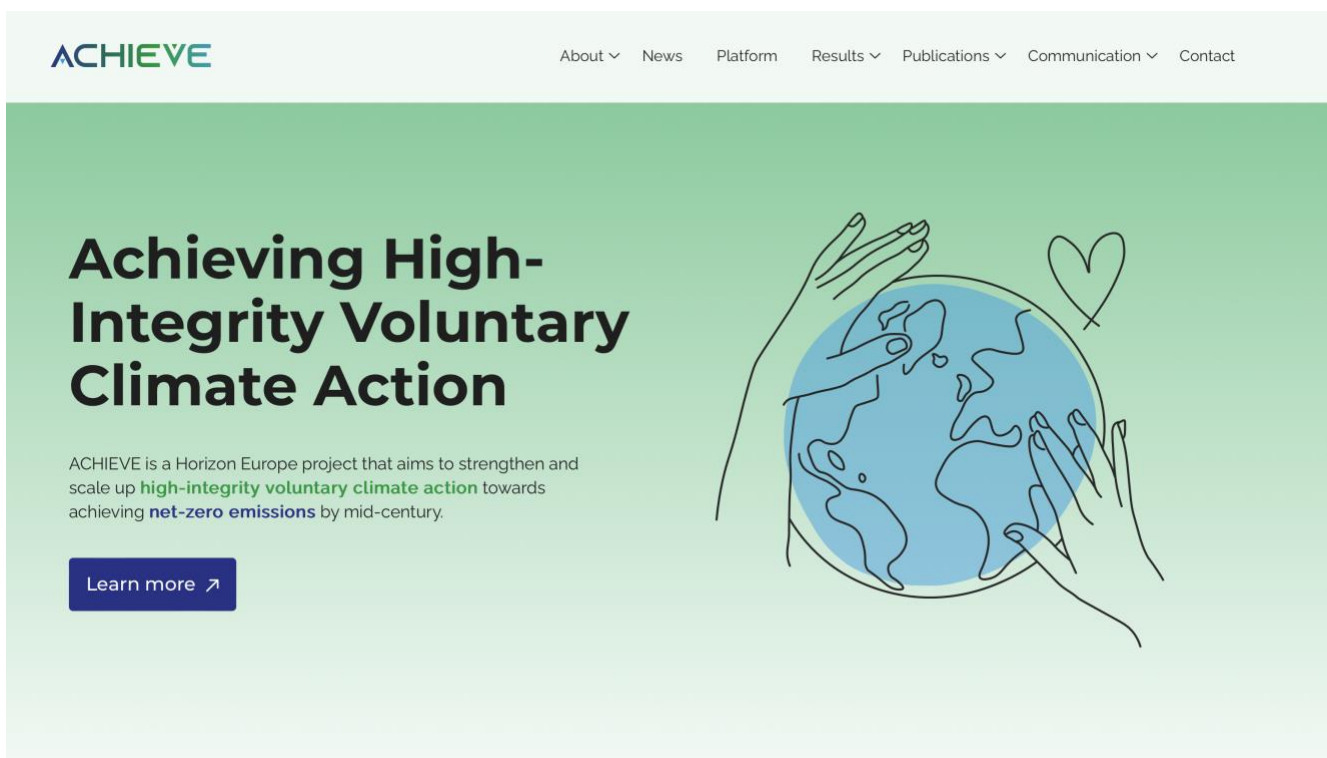 ACHIEVE
About News Platform Results Publications Communication Contact
Achieving High-
Integrity Voluntary
Climate Action
ACHIEVE is a Horizon Europe project that aims to strengthen and
scale up high-integrity voluntary climate action towards
achieving net-zero emissions by mid-century.
Learn more